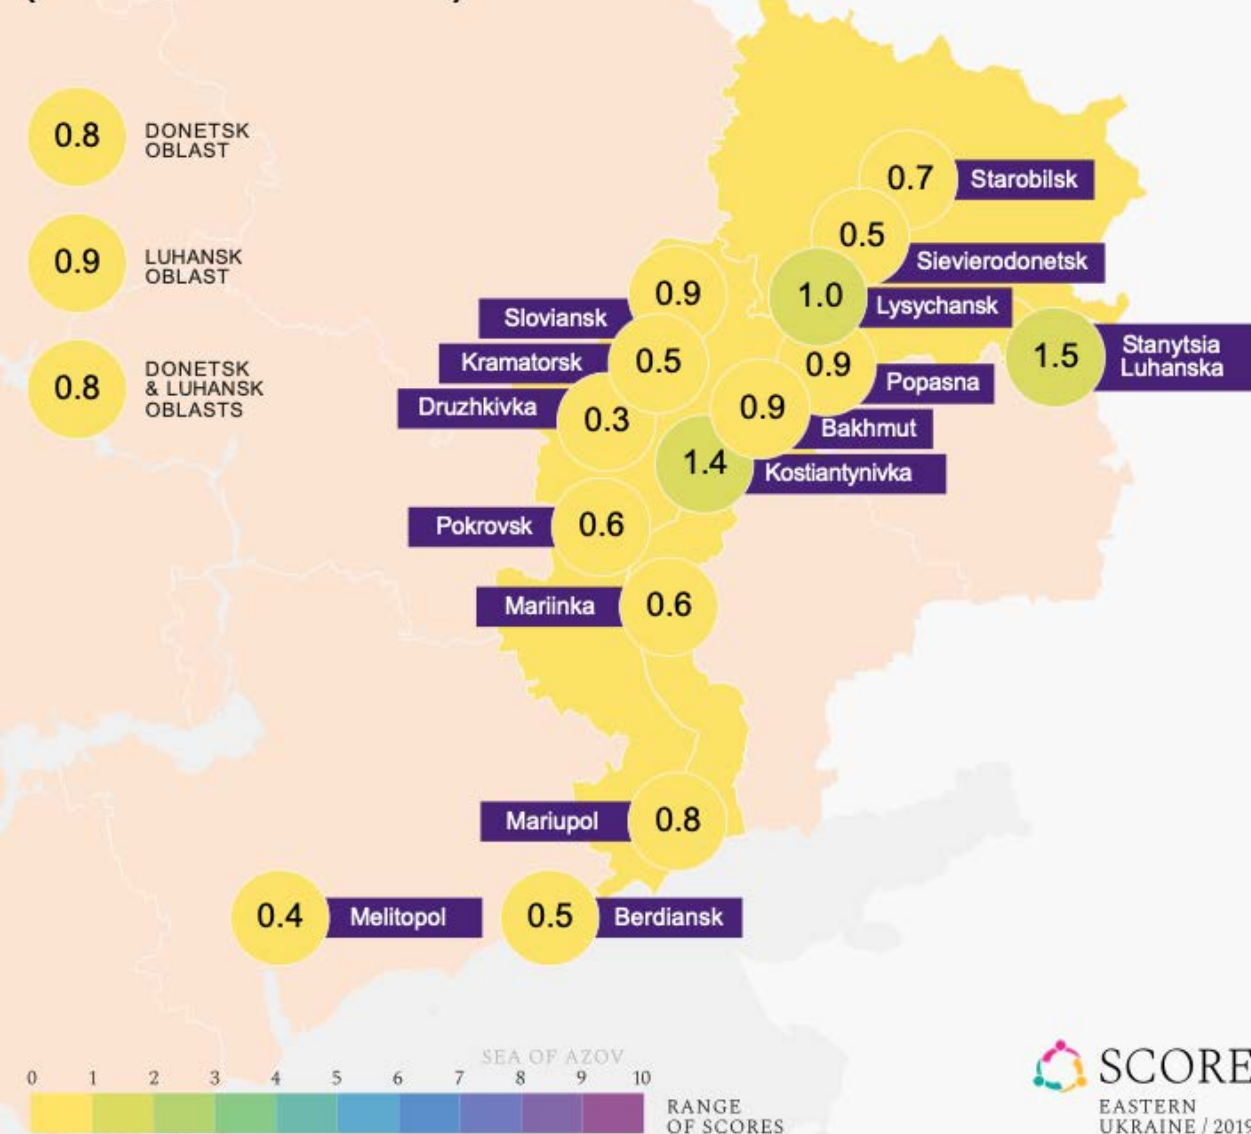 0.8
DONETSK
OBLAST
0.9
LUHANSK
OBLAST
0.8
DONETSK
& LUHANSK
OBLASTS
0.7
Starobilsk
0.5
Sievierodonetsk
0.9
Sloviansk
1.0
Lysychansk
0.5
Kramatorsk
0.9
Popasna
1.5
Stanytsia
Luhanska
0.3
Druzhkivka
0.9
Bakhmut
1.4
Kostiantynivka
Pokrovsk
0.6
Mariinka
0.6
Mariupol
0.8
0.4
Melitopol
0.5
Berdiansk
SEA OF AZOV
0 1 2 3 4 5 6 7 8 9 10
RANGE
OF SCORES
SCORE
EASTERN
UKRAINE / 2019